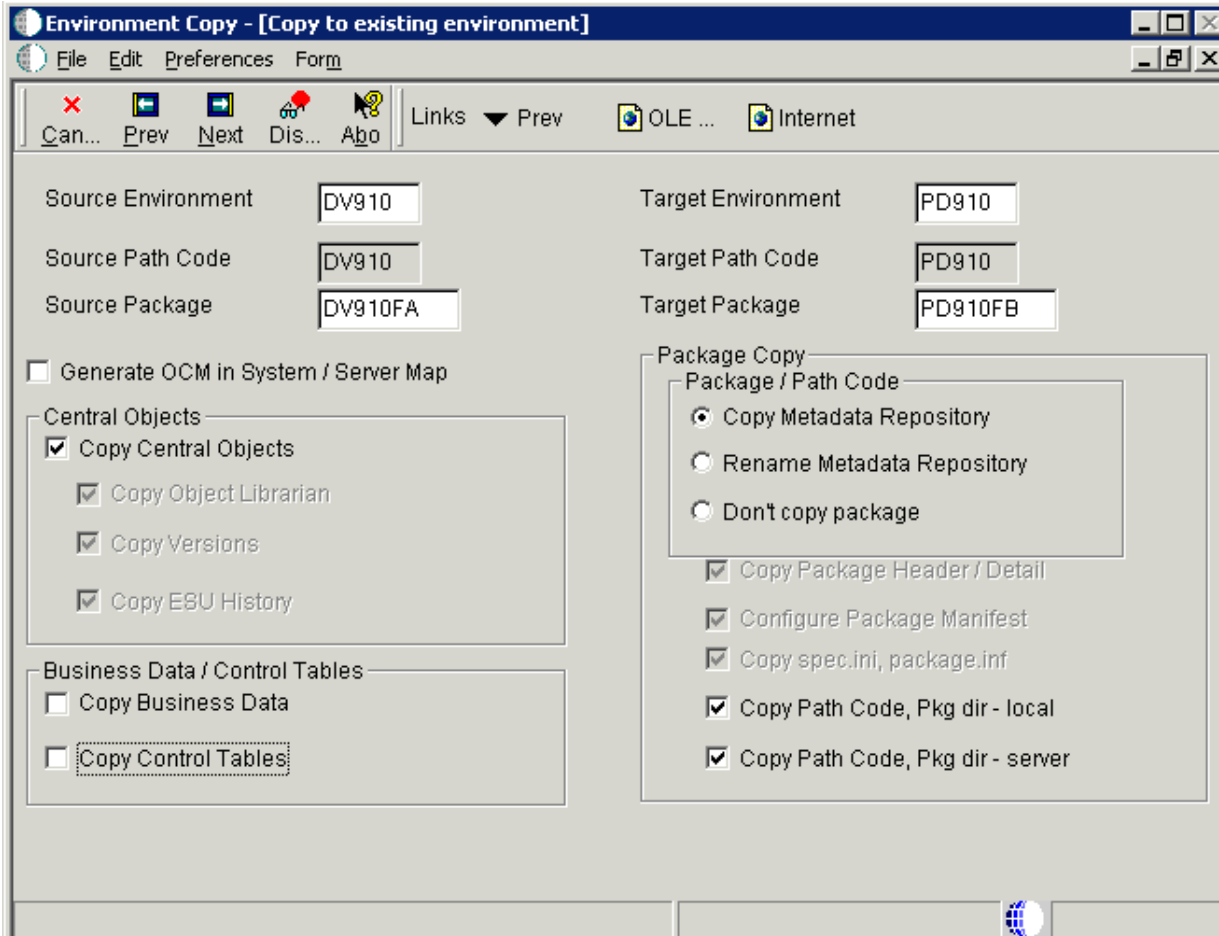 Environment Copy - [Copy to existing environment]
File Edit Preferences Form
Can... Prev Next Dis... Abo Links Prev OLE ... Internet
Source Environment DV910 Target Environment PD910
Source Path Code DV910 Target Path Code PD910
Source Package DV910FA Target Package PD910FB
Generate OCM in System / Server Map
Central Objects
Copy Central Objects
Copy Object Librarian
Copy Versions
Copy ESU History
Business Data / Control Tables
Copy Business Data
Copy Control Tables
Package Copy
Package / Path Code
Copy Metadata Repository
Rename Metadata Repository
Don't copy package
Copy Package Header / Detail
Configure Package Manifest
Copy spec.ini, package.inf
Copy Path Code, Pkg dir - local
Copy Path Code, Pkg dir - server